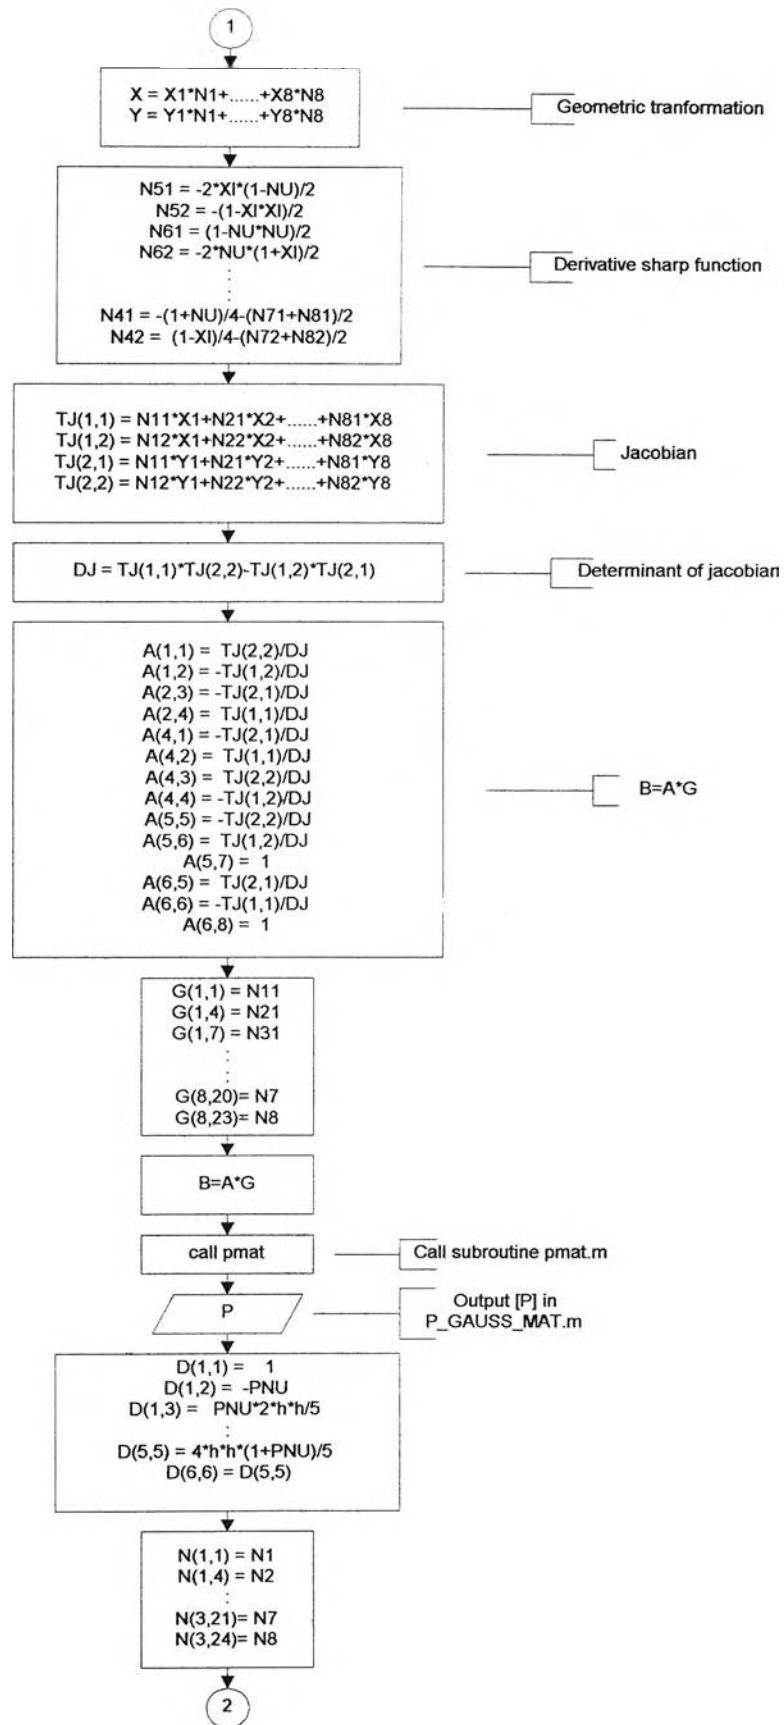 1
X = X1*N1+......+X8*N8
Y = Y1*N1+......+Y8*N8
Geometric tranformation
N51 = -2*XI*(1-NU)/2
N52 = -(1-XI*XI)/2
N61 = (1-NU*NU)/2
N62 = -2*NU*(1+XI)/2
:
:
N41 = -(1+NU)/4-(N71+N81)/2
N42 = (1-XI)/4-(N72+N82)/2
Derivative sharp function
TJ(1,1) = N11*X1+N21*X2+......+N81*X8
TJ(1,2) = N12*X1+N22*X2+......+N82*X8
TJ(2,1) = N11*Y1+N21*Y2+......+N81*Y8
TJ(2,2) = N12*Y1+N22*Y2+......+N82*Y8
Jacobian
DJ = TJ(1,1)*TJ(2,2)-TJ(1,2)*TJ(2,1)
Determinant of jacobian
A(1,1) = TJ(2,2)/DJ
A(1,2) = -TJ(1,2)/DJ
A(2,3) = -TJ(2,1)/DJ
A(2,4) = TJ(1,1)/DJ
A(4,1) = -TJ(2,1)/DJ
A(4,2) = TJ(1,1)/DJ
A(4,3) = TJ(2,2)/DJ
A(4,4) = -TJ(1,2)/DJ
A(5,5) = -TJ(2,2)/DJ
A(5,6) = TJ(1,2)/DJ
A(5,7) = 1
A(6,5) = TJ(2,1)/DJ
A(6,6) = -TJ(1,1)/DJ
A(6,8) = 1
B=A*G
G(1,1) = N11
G(1,4) = N21
G(1,7) = N31
:
:
G(8,20)= N7
G(8,23)= N8
B=A*G
call pmat
Call subroutine pmat.m
P
Output [P] in
P_GAUSS_MAT.m
D(1,1) = 1
D(1,2) = -PNU
D(1,3) = PNU*2*h*h/5
:
D(5,5) = 4*h*h*(1+PNU)/5
D(6,6) = D(5,5)
N(1,1) = N1
N(1,4) = N2
:
N(3,21)= N7
N(3,24)= N8
2